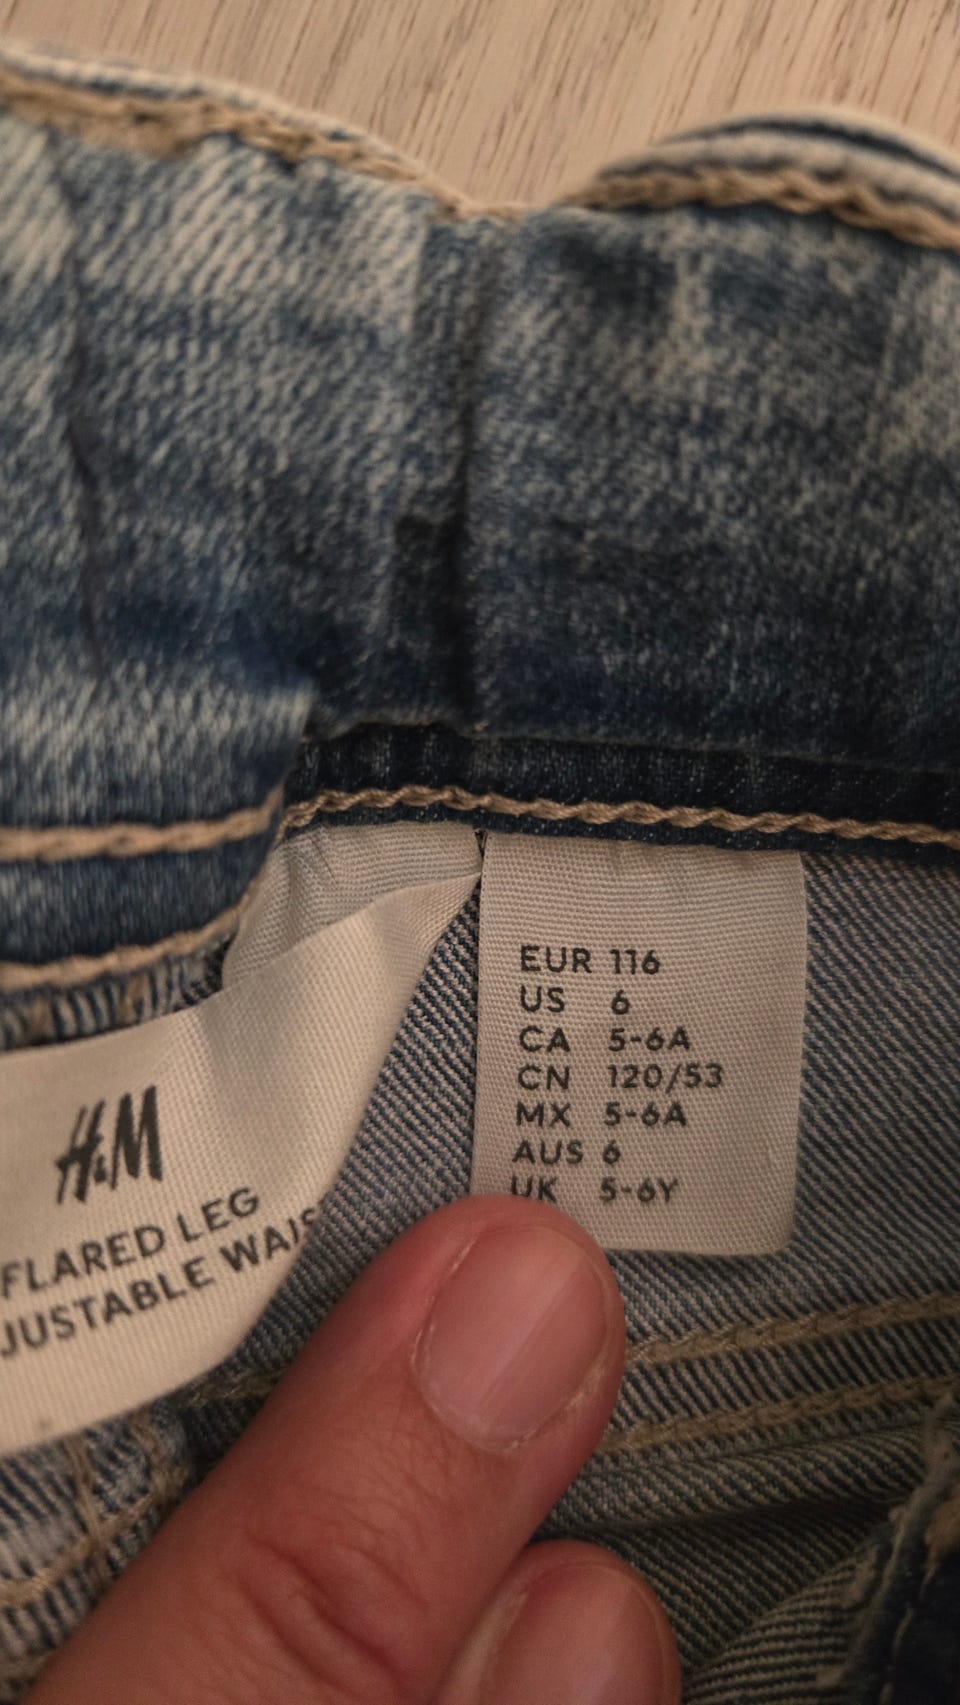 H&M
FLARED LEG
JUSTABLE WAIS
EUR 116
US 6
CA 5-6A
CN 120/53
MX 5-6A
AUS 6
UK 5-6Y